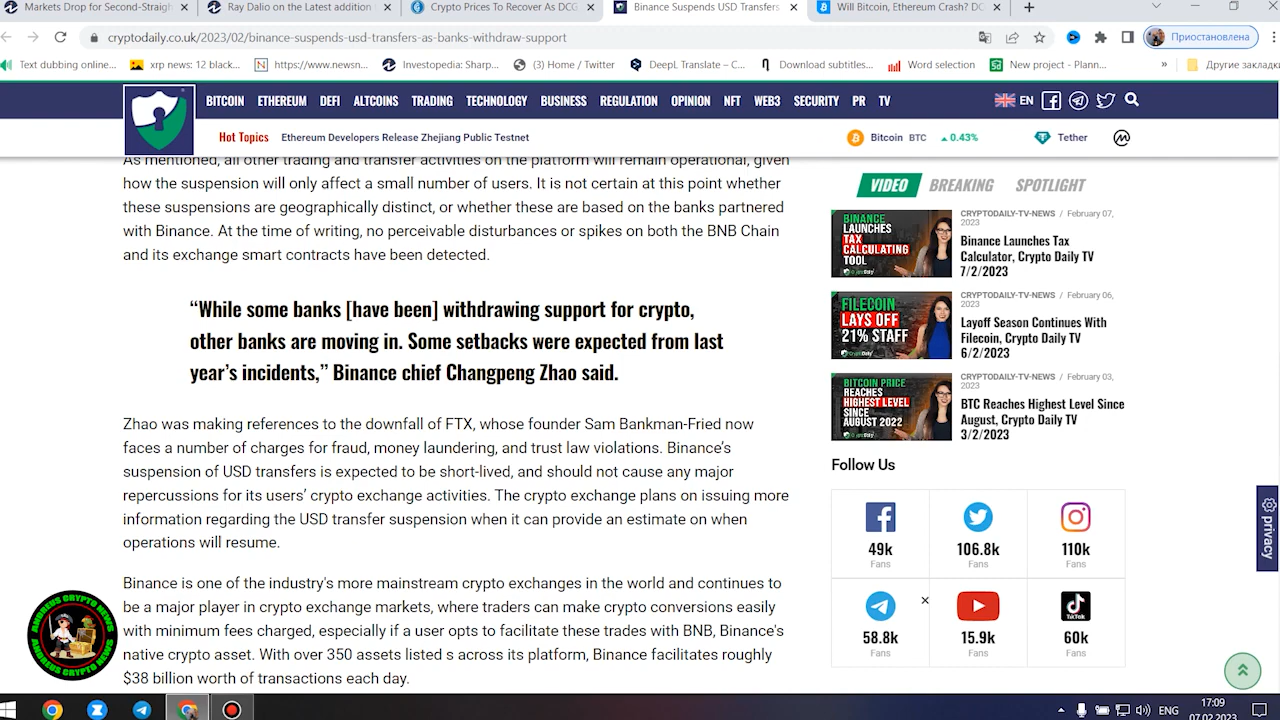 Markets Drop for Second-Straigh
Ray Dalio on the Latest addition t
Crypto Prices To Recover As DCG
Binance Suspends USD Transfers
Will Bitcoin, Ethereum Crash? DC
cryptodaily.co.uk/2023/02/binance-suspends-usd-transfers-as-banks-withdraw-support
Приостановлена
Text dubbing online...
xrp news: 12 black...
https://www.newsn...
Investopedia: Sharp...
(3) Home / Twitter
DeepL Translate – C...
Download subtitles...
Word selection
New project - Plann...
»
Другие закладки
BITCOIN
ETHEREUM
DEFI
ALTCOINS
TRADING
TECHNOLOGY
BUSINESS
REGULATION
OPINION
NFT
WEB3
SECURITY
PR
TV
EN
Hot Topics
Ethereum Developers Release Zhejiang Public Testnet
Bitcoin BTC 0.43%
Tether
As mentioned, all other trading and transfer activities on the platform will remain operational, given
how the suspension will only affect a small number of users. It is not certain at this point whether
these suspensions are geographically distinct, or whether these are based on the banks partnered
with Binance. At the time of writing, no perceivable disturbances or spikes on both the BNB Chain
and its exchange smart contracts have been detected.
“While some banks [have been] withdrawing support for crypto,
other banks are moving in. Some setbacks were expected from last
year’s incidents,” Binance chief Changpeng Zhao said.
Zhao was making references to the downfall of FTX, whose founder Sam Bankman-Fried now
faces a number of charges for fraud, money laundering, and trust law violations. Binance’s
suspension of USD transfers is expected to be short-lived, and should not cause any major
repercussions for its users’ crypto exchange activities. The crypto exchange plans on issuing more
information regarding the USD transfer suspension when it can provide an estimate on when
operations will resume.
Binance is one of the industry's more mainstream crypto exchanges in the world and continues to
be a major player in crypto exchange markets, where traders can make crypto conversions easily
with minimum fees charged, especially if a user opts to facilitate these trades with BNB, Binance's
native crypto asset. With over 350 assets listed s across its platform, Binance facilitates roughly
$38 billion worth of transactions each day.
VIDEO
BREAKING
SPOTLIGHT
BINANCE
LAUNCHES
TAX
CALCULATING
TOOL
CRYPTODAILY-TV-NEWS / February 07,
2023
Binance Launches Tax
Calculator, Crypto Daily TV
7/2/2023
FILECOIN
LAYS OFF
21% STAFF
CRYPTODAILY-TV-NEWS / February 06,
2023
Layoff Season Continues With
Filecoin, Crypto Daily TV
6/2/2023
BITCOIN PRICE
REACHES
HIGHEST LEVEL
SINCE
AUGUST 2022
CRYPTODAILY-TV-NEWS / February 03,
2023
BTC Reaches Highest Level Since
August, Crypto Daily TV
3/2/2023
Follow Us
49k
Fans
106.8k
Fans
110k
Fans
58.8k
Fans
15.9k
Fans
TikTok
60k
Fans
privacy
ANDREUS CRYPTO NEWS
ANDREUS CRYPTO NEWS
ENG
17:09
07.02.2023